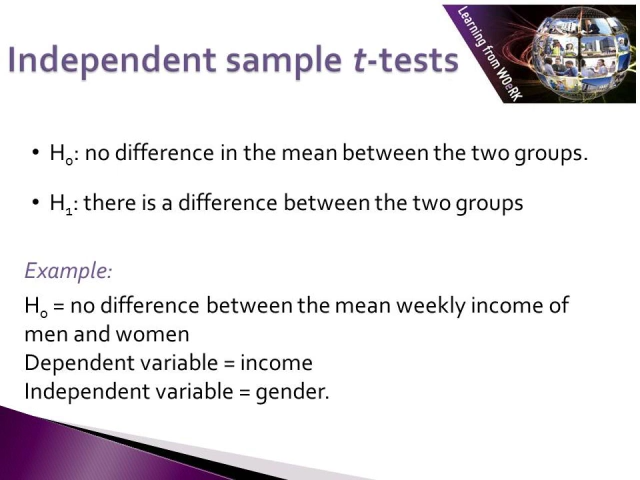 Independent sample t-tests
Learning from WOeRK
• H₀: no difference in the mean between the two groups.
• H₁: there is a difference between the two groups
Example:
H₀ = no difference between the mean weekly income of
men and women
Dependent variable = income
Independent variable = gender.